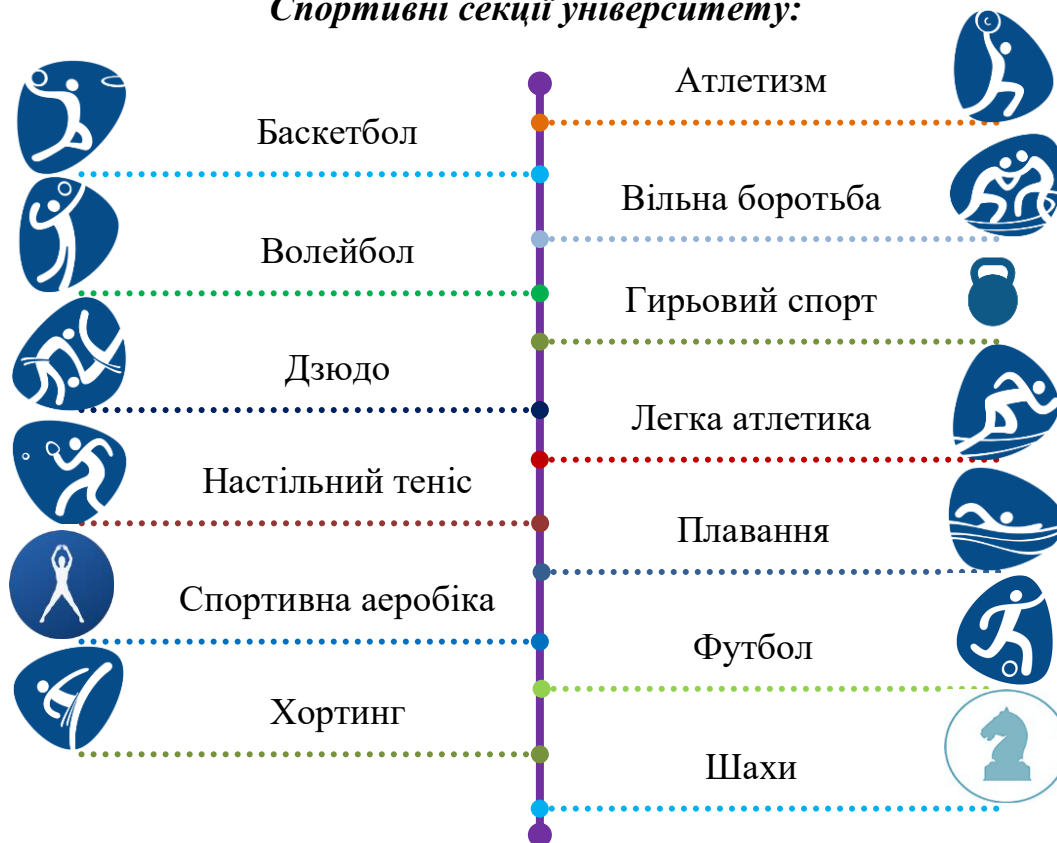 Спортивні секції університету:
Атлетизм
Баскетбол
Вільна боротьба
Волейбол
Гирьовий спорт
Дзюдо
Легка атлетика
Настільний теніс
Плавання
Спортивна аеробіка
Футбол
Хортинг
Шахи